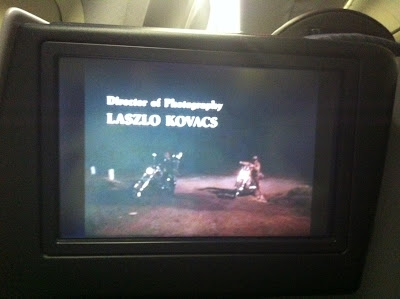 Director of Photography
LASZLO KOVACS